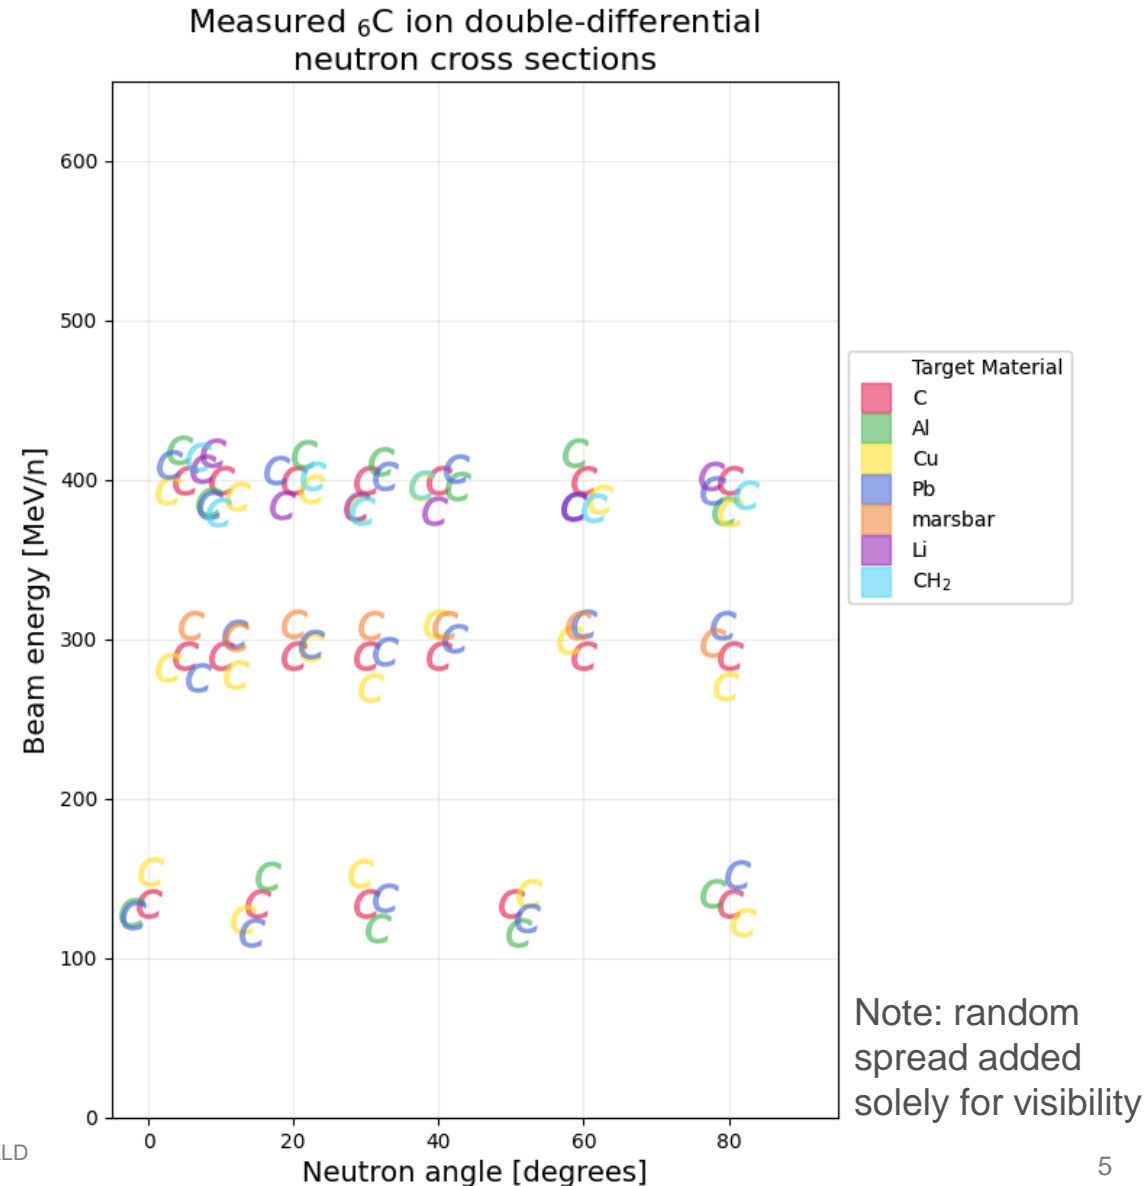 Measured ₆C ion double-differential
neutron cross sections
Beam energy [MeV/n]
600
500
400
300
200
100
0
0 20 40 60 80
Neutron angle [degrees]
Target Material
C
Al
Cu
Pb
marsbar
Li
CH₂
Note: random
spread added
solely for visibility
LD
5